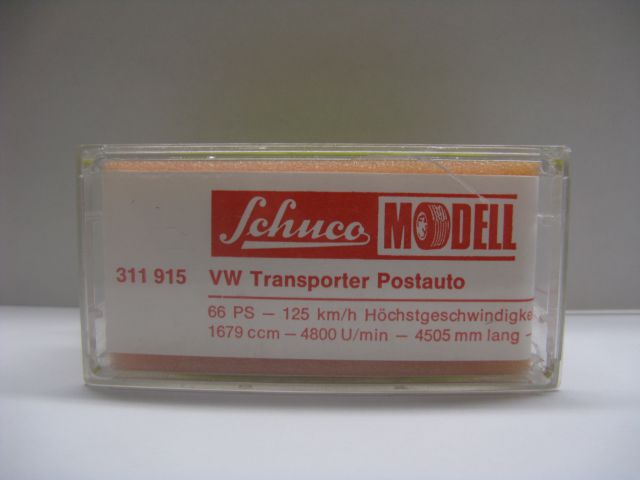 Schuco MODELL
311 915 VW Transporter Postauto
66 PS — 125 km/h Höchstgeschwindigke
1679 ccm — 4800 U/min — 4505 mm lang -